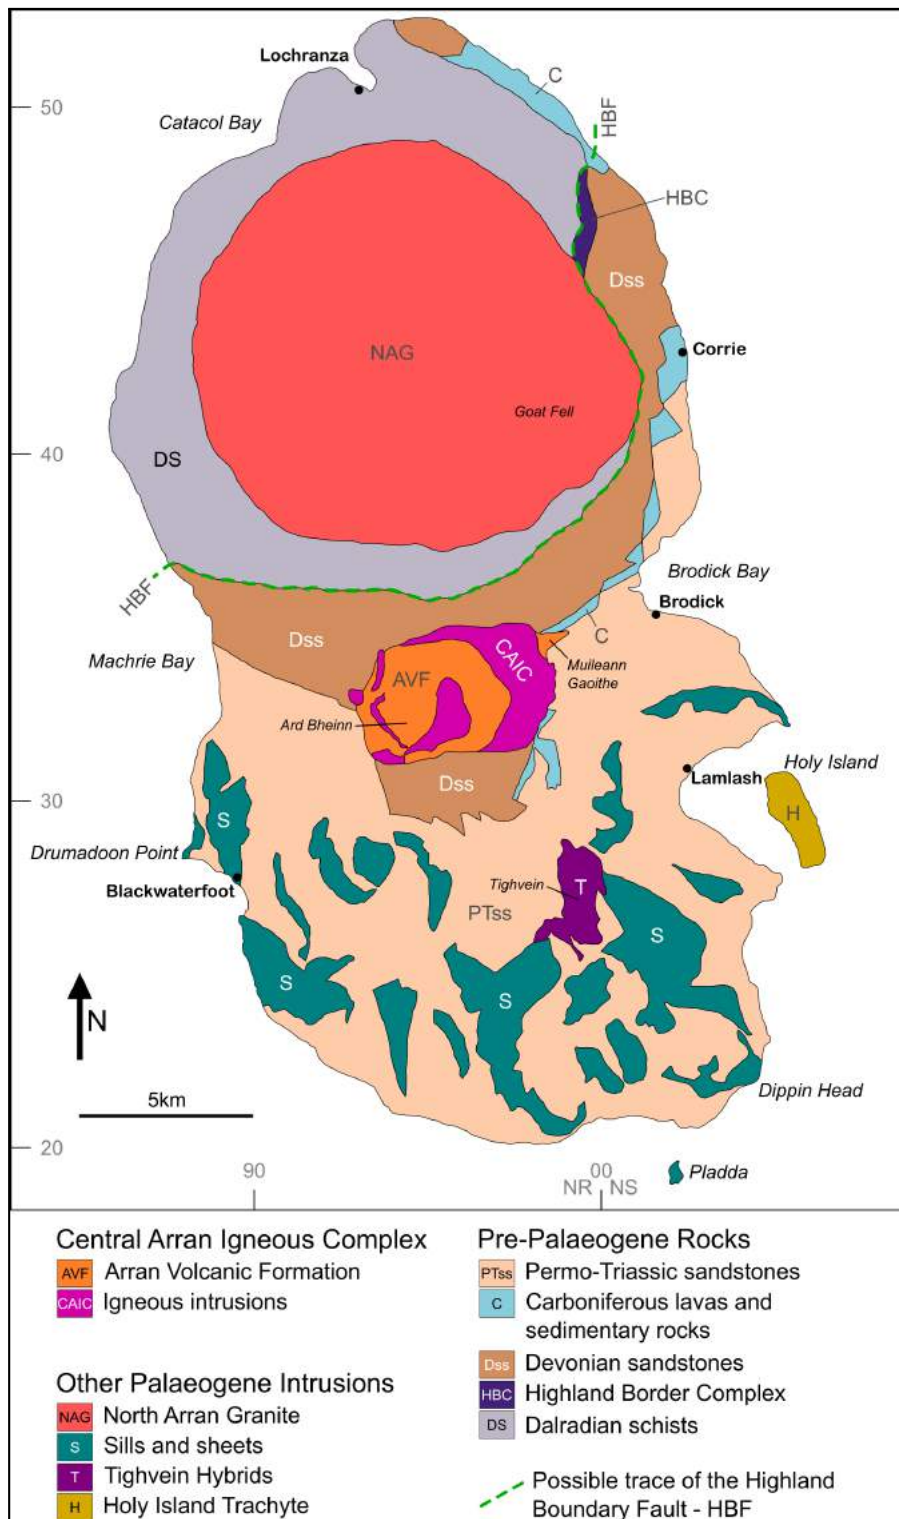 Lochranza
C
50
HBF
Catacol Bay
HBC
Dss
Corrie
NAG
Goat Fell
40
DS
Brodick Bay
HBF
Brodick
C
Dss
CAIC
Machrie Bay
Muileann
Gaoithe
AVF
Ard Bheinn
Holy Island
Lamlash
Dss
30
H
S
Drumadoon Point
Tighvein
T
Blackwaterfoot
PTss
S
S
S
N
5km
Dippin Head
20
90
00
NR
NS
Pladda
Central Arran Igneous Complex
AVF Arran Volcanic Formation
CAIC Igneous intrusions
Other Palaeogene Intrusions
NAG North Arran Granite
S Sills and sheets
T Tighvein Hybrids
H Holy Island Trachyte
Pre-Palaeogene Rocks
PTss Permo-Triassic sandstones
C Carboniferous lavas and
sedimentary rocks
Dss Devonian sandstones
HBC Highland Border Complex
DS Dalradian schists
Possible trace of the Highland
Boundary Fault - HBF